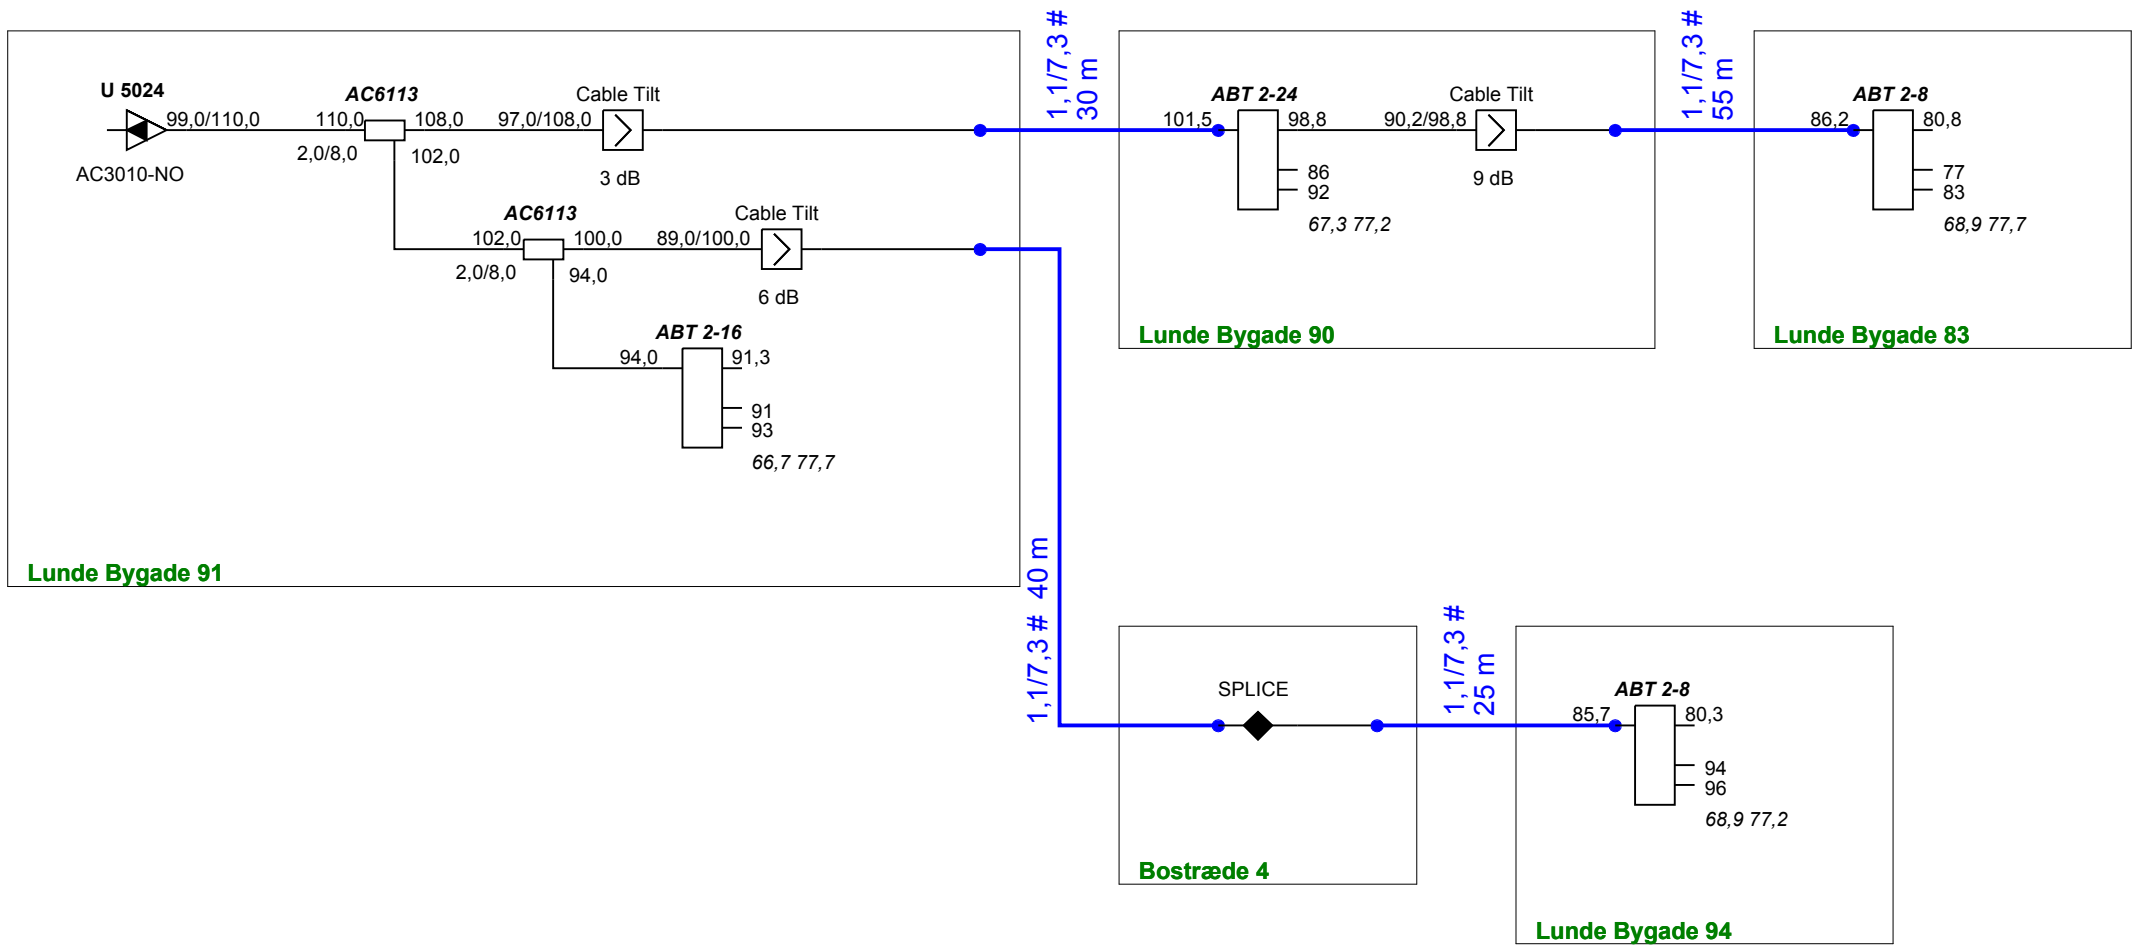 U 5024
99,0/110,0
AC3010-NO
AC6113
110,0
108,0
2,0/8,0
102,0
97,0/108,0
Cable Tilt
3 dB
AC6113
102,0
100,0
2,0/8,0
94,0
89,0/100,0
Cable Tilt
6 dB
ABT 2-16
94,0
91,3
91
93
66,7 77,7
Lunde Bygade 91
1,1/7,3 #
30 m
ABT 2-24
101,5
98,8
86
92
67,3 77,2
90,2/98,8
Cable Tilt
9 dB
Lunde Bygade 90
1,1/7,3 #
55 m
ABT 2-8
86,2
80,8
77
83
68,9 77,7
Lunde Bygade 83
1,1/7,3 # 40 m
SPLICE
Bostræde 4
1,1/7,3 #
25 m
ABT 2-8
85,7
80,3
94
96
68,9 77,2
Lunde Bygade 94